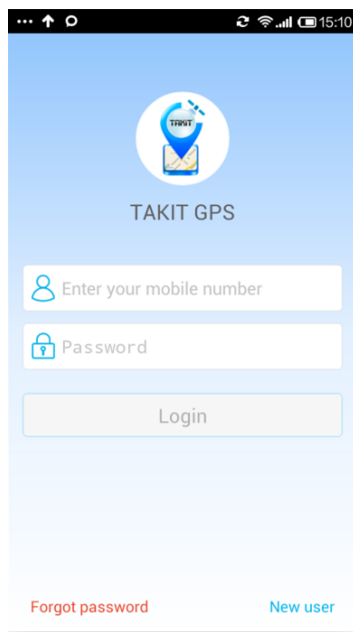 15:10
TAKIT
TAKIT GPS
Enter your mobile number
Password
Login
Forgot password
New user